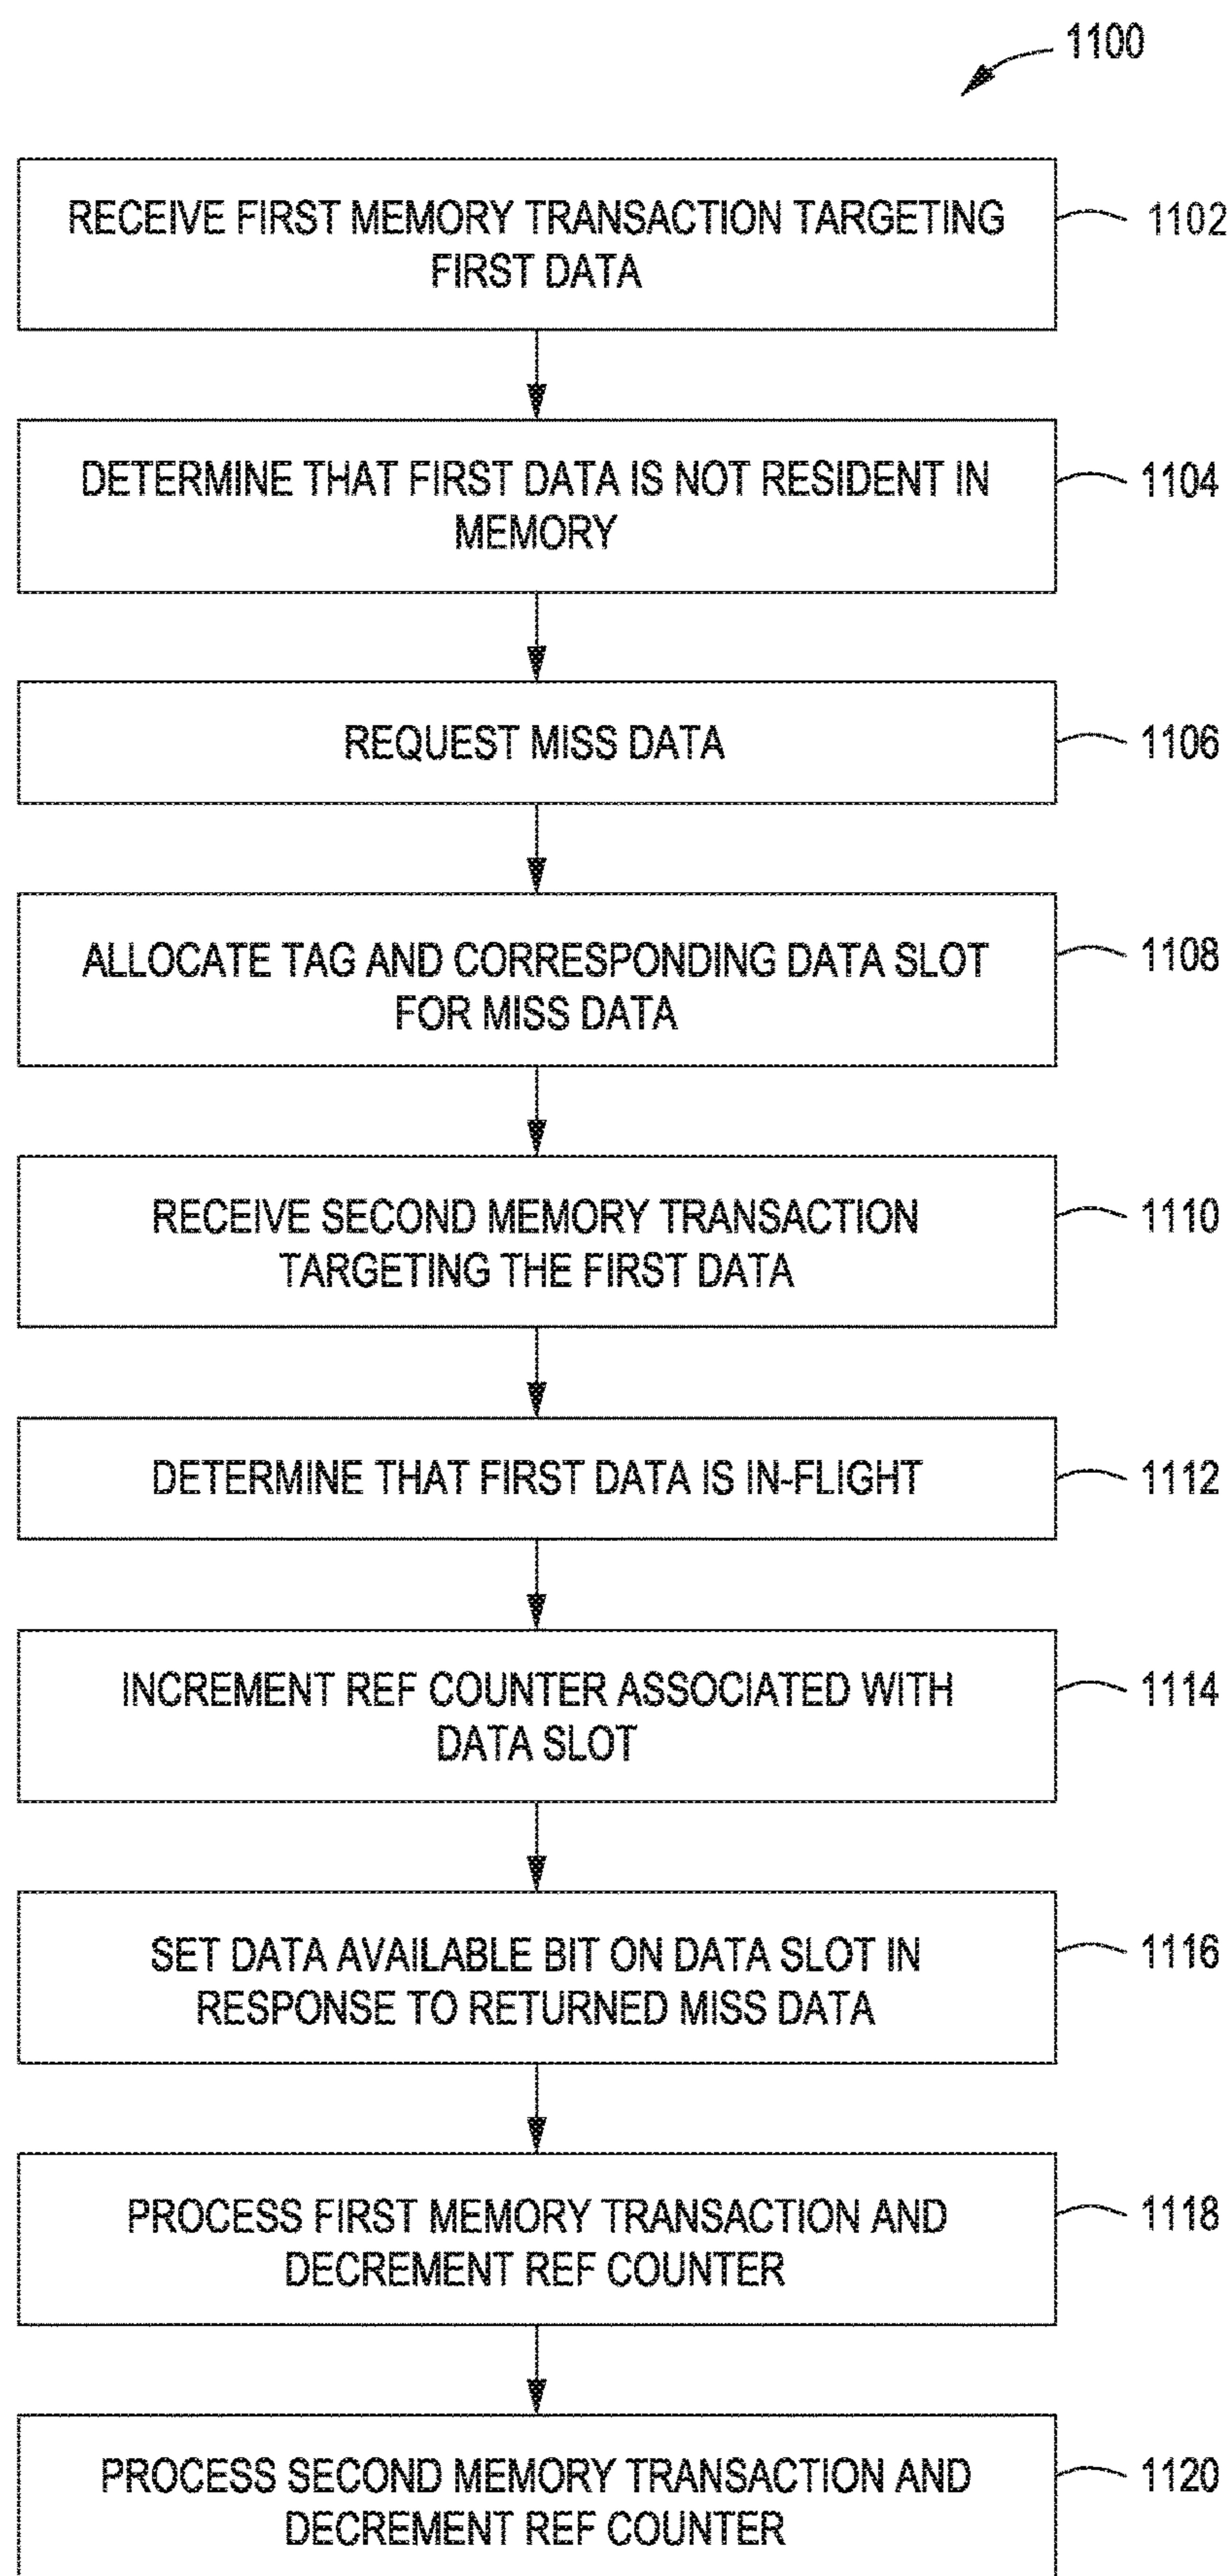 1100
RECEIVE FIRST MEMORY TRANSACTION TARGETING
FIRST DATA
1102
DETERMINE THAT FIRST DATA IS NOT RESIDENT IN
MEMORY
1104
REQUEST MISS DATA
1106
ALLOCATE TAG AND CORRESPONDING DATA SLOT
FOR MISS DATA
1108
RECEIVE SECOND MEMORY TRANSACTION
TARGETING THE FIRST DATA
1110
DETERMINE THAT FIRST DATA IS IN-FLIGHT
1112
INCREMENT REF COUNTER ASSOCIATED WITH
DATA SLOT
1114
SET DATA AVAILABLE BIT ON DATA SLOT IN
RESPONSE TO RETURNED MISS DATA
1116
PROCESS FIRST MEMORY TRANSACTION AND
DECREMENT REF COUNTER
1118
PROCESS SECOND MEMORY TRANSACTION AND
DECREMENT REF COUNTER
1120